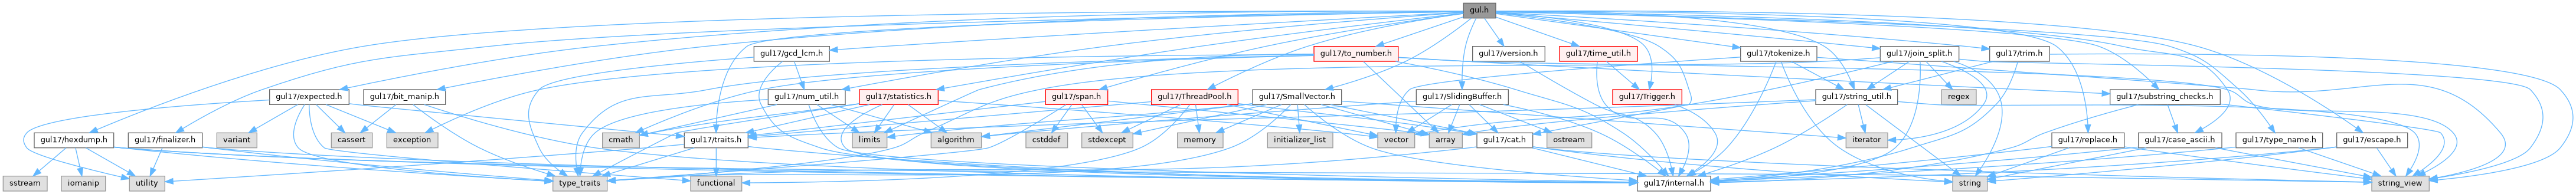 gul.h
gul17/gcd_lcm.h
gul17/to_number.h
gul17/version.h
gul17/time_util.h
gul17/tokenize.h
gul17/join_split.h
gul17/trim.h
gul17/expected.h
gul17/bit_manip.h
gul17/num_util.h
gul17/statistics.h
gul17/span.h
gul17/ThreadPool.h
gul17/SmallVector.h
gul17/SlidingBuffer.h
gul17/Trigger.h
gul17/string_util.h
regex
gul17/substring_checks.h
gul17/hexdump.h
gul17/finalizer.h
variant
cassert
exception
cmath
gul17/traits.h
limits
algorithm
cstddef
stdexcept
memory
initializer_list
vector
array
gul17/cat.h
ostream
iterator
gul17/replace.h
gul17/case_ascii.h
gul17/type_name.h
gul17/escape.h
sstream
iomanip
utility
type_traits
functional
gul17/internal.h
string
string_view